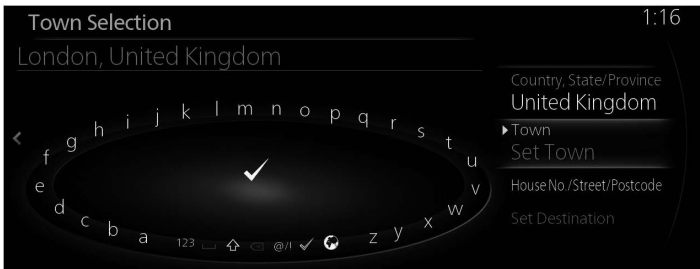 Town Selection
1:16
London, United Kingdom
Country, State/Province
United Kingdom
Town
Set Town
House No./Street/Postcode
Set Destination
a b c d e f g h i j k l m n o p q r s t u v w x y z
123 @/!